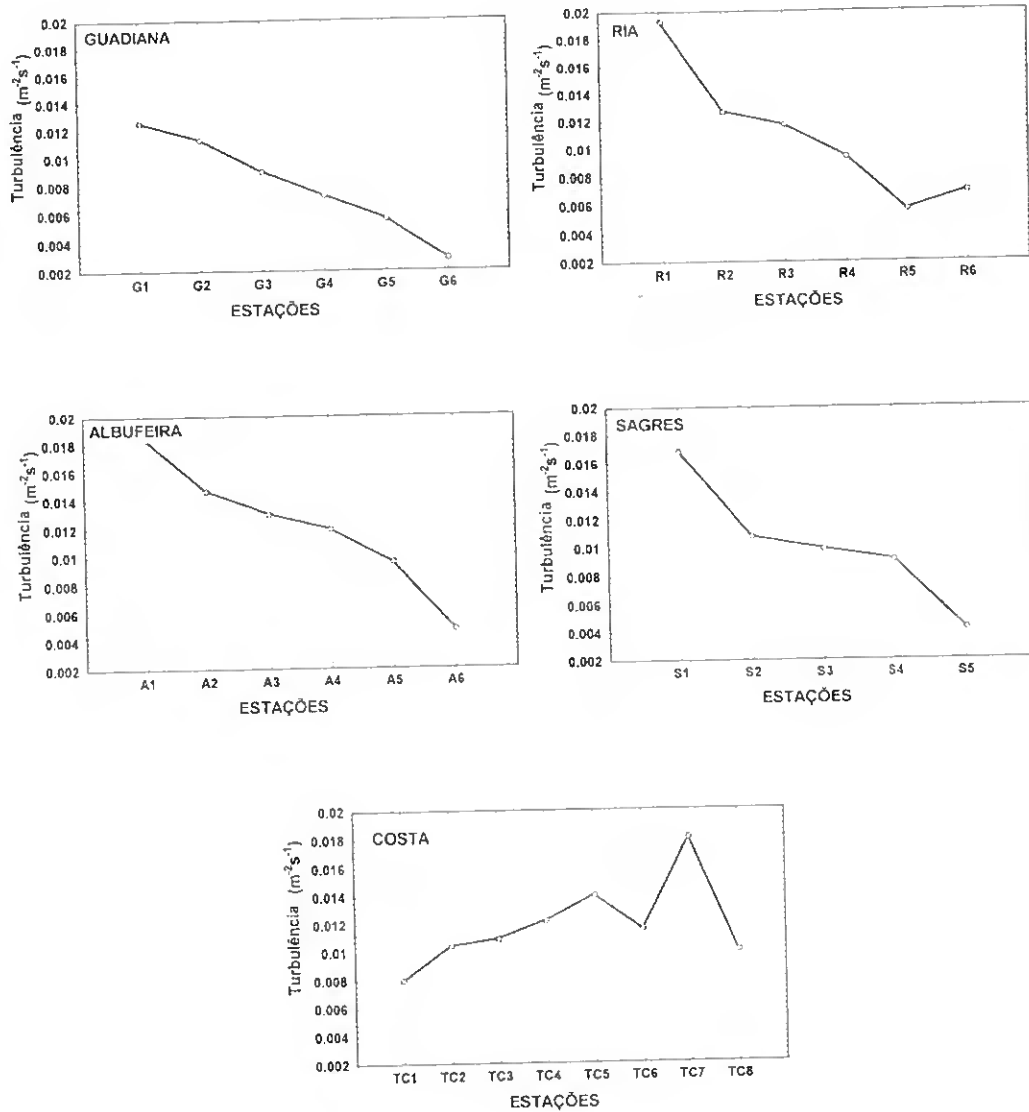 GUADIANA
Turbulência (m⁻²s⁻¹)
0.02
0.018
0.016
0.014
0.012
0.01
0.008
0.006
0.004
0.002
G1 G2 G3 G4 G5 G6
ESTAÇÕES
RIA
Turbulência (m⁻²s⁻¹)
0.02
0.018
0.016
0.014
0.012
0.01
0.008
0.006
0.004
0.002
R1 R2 R3 R4 R5 R6
ESTAÇÕES
ALBUFEIRA
Turbulência (m⁻²s⁻¹)
0.02
0.018
0.016
0.014
0.012
0.01
0.008
0.006
0.004
0.002
A1 A2 A3 A4 A5 A6
ESTAÇÕES
SAGRES
Turbulência (m⁻²s⁻¹)
0.02
0.018
0.016
0.014
0.012
0.01
0.008
0.006
0.004
0.002
S1 S2 S3 S4 S5
ESTAÇÕES
COSTA
Turbulência (m⁻²s⁻¹)
0.02
0.018
0.016
0.014
0.012
0.01
0.008
0.006
0.004
0.002
TC1 TC2 TC3 TC4 TC5 TC6 TC7 TC8
ESTAÇÕES